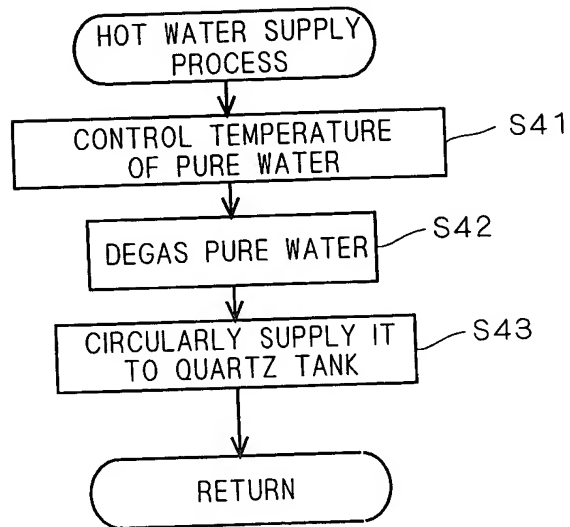 HOT WATER SUPPLY
PROCESS
CONTROL TEMPERATURE
OF PURE WATER
S41
DEGAS PURE WATER
S42
CIRCULARLY SUPPLY IT
TO QUARTZ TANK
S43
RETURN